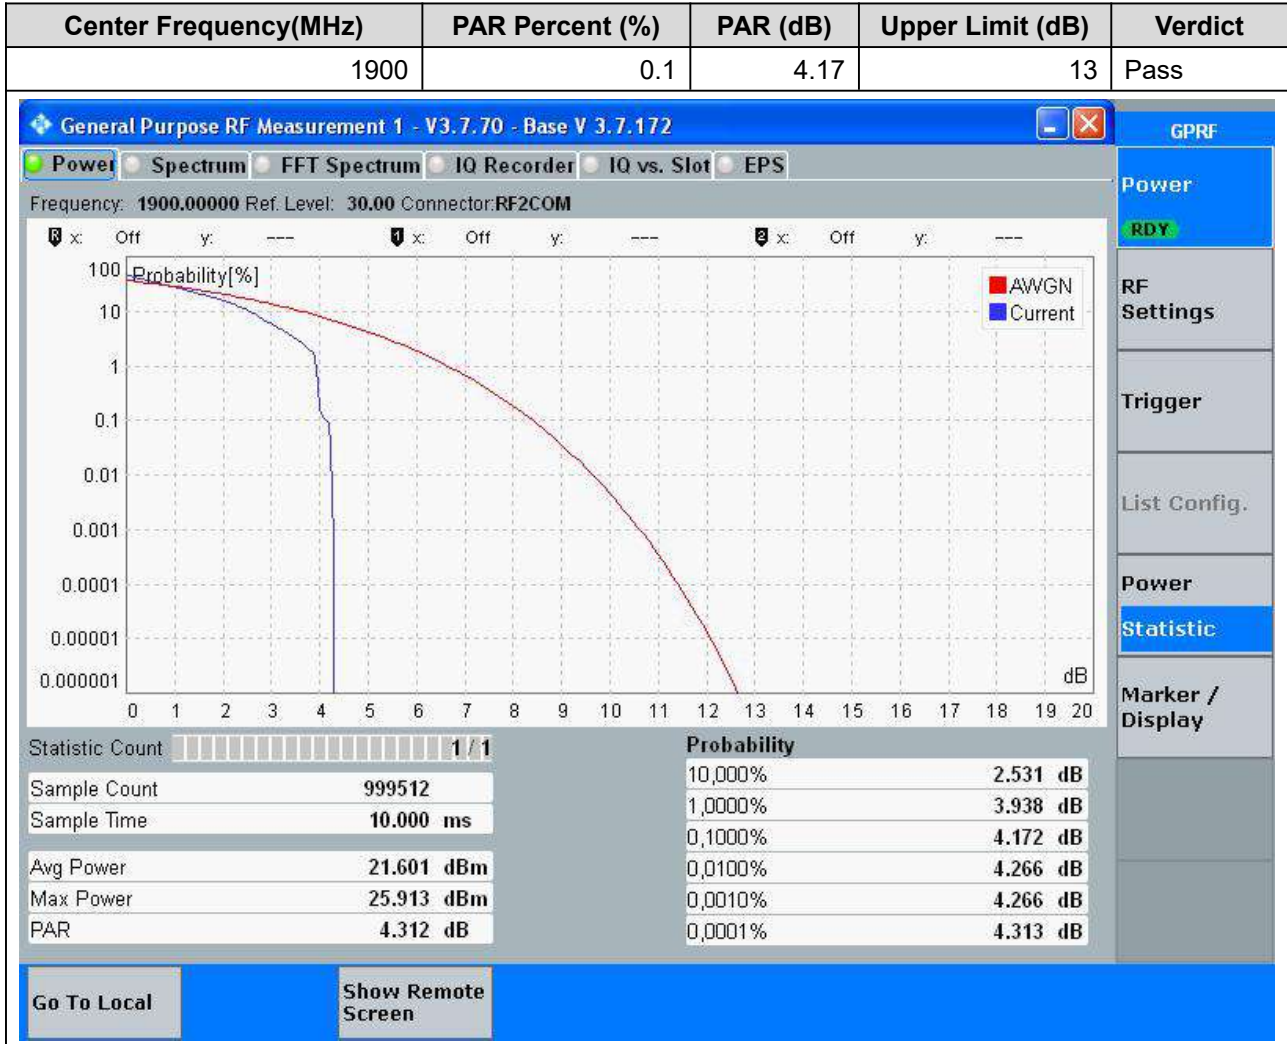 Center Frequency(MHz) PAR Percent (%) PAR (dB) Upper Limit (dB) Verdict
1900 0.1 4.17 13 Pass
General Purpose RF Measurement 1 - V3.7.70 - Base V 3.7.172
GPRF
Power Spectrum FFT Spectrum IQ Recorder IQ vs. Slot EPS
Frequency: 1900.00000 Ref. Level: 30.00 Connector:RF2COM
R x: Off y: --- 1 x: Off y: --- 2 x: Off y: ---
Probability[%]
AWGN
Current
100
10
1
0.1
0.01
0.001
0.0001
0.00001
0.000001
dB
0 1 2 3 4 5 6 7 8 9 10 11 12 13 14 15 16 17 18 19 20
Statistic Count 1 / 1
Sample Count 999512
Sample Time 10.000 ms
Avg Power 21.601 dBm
Max Power 25.913 dBm
PAR 4.312 dB
Probability
10,000% 2.531 dB
1,0000% 3.938 dB
0,1000% 4.172 dB
0,0100% 4.266 dB
0,0010% 4.266 dB
0,0001% 4.313 dB
Power
RDY
RF
Settings
Trigger
List Config.
Power
Statistic
Marker /
Display
Go To Local
Show Remote
Screen